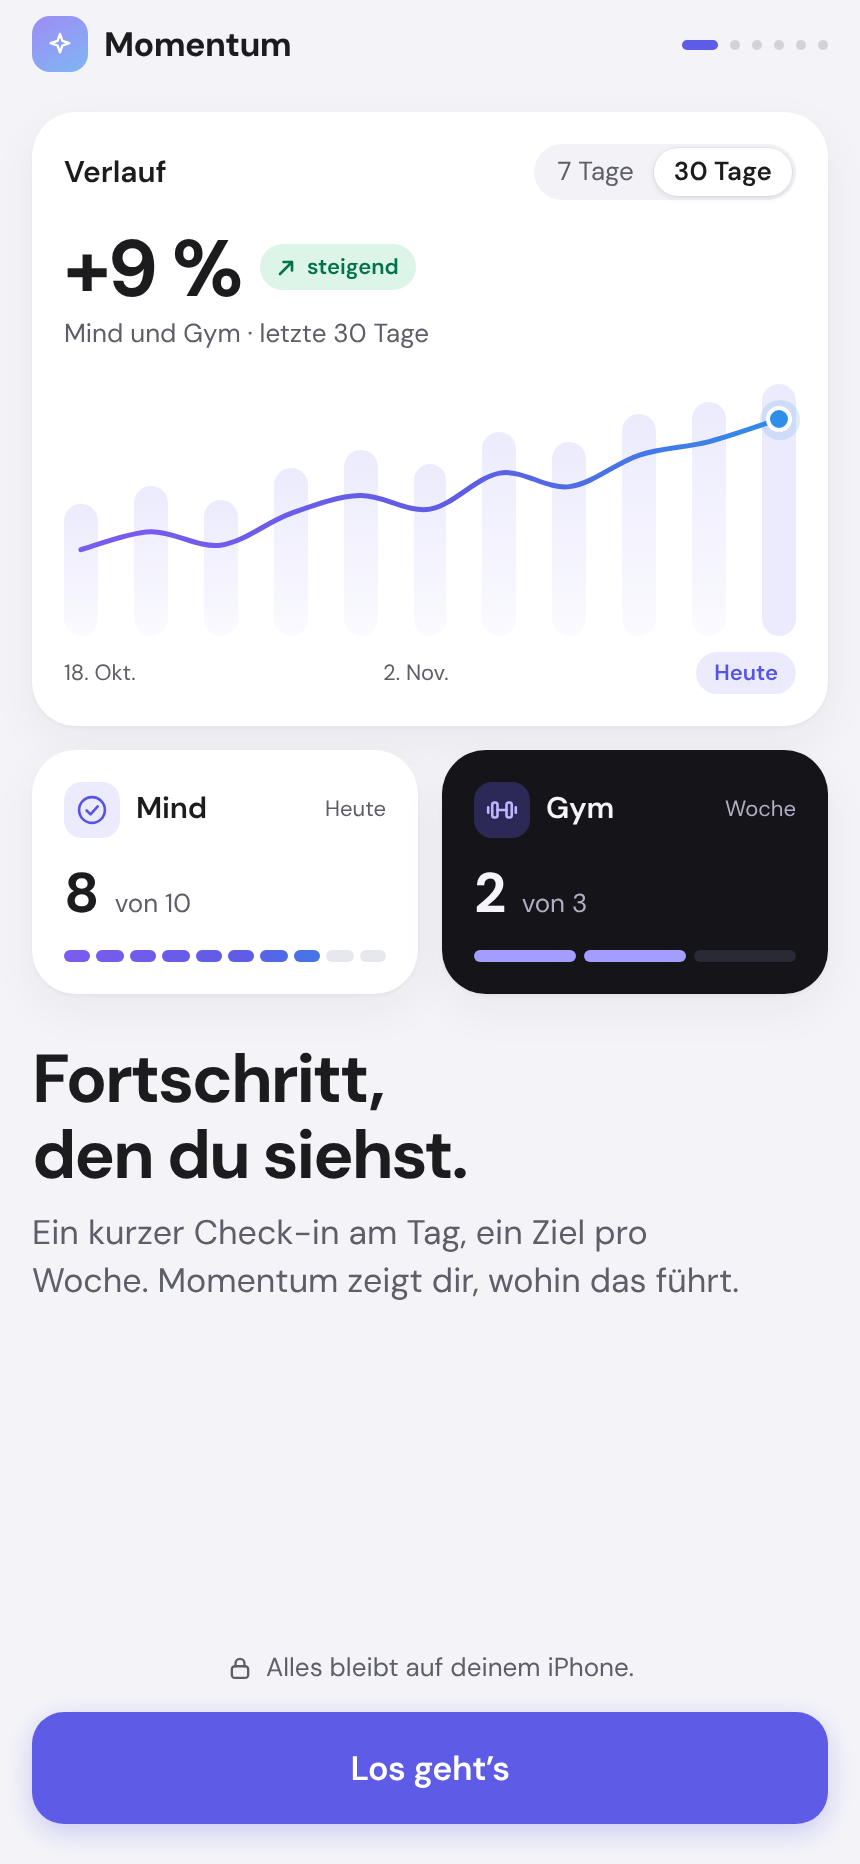 Momentum
Verlauf
7 Tage
30 Tage
+9 %
steigend
Mind und Gym · letzte 30 Tage
18. Okt.
2. Nov.
Heute
Mind
Heute
8 von 10
Gym
Woche
2 von 3
Fortschritt,
den du siehst.
Ein kurzer Check-in am Tag, ein Ziel pro
Woche. Momentum zeigt dir, wohin das führt.
Alles bleibt auf deinem iPhone.
Los geht’s